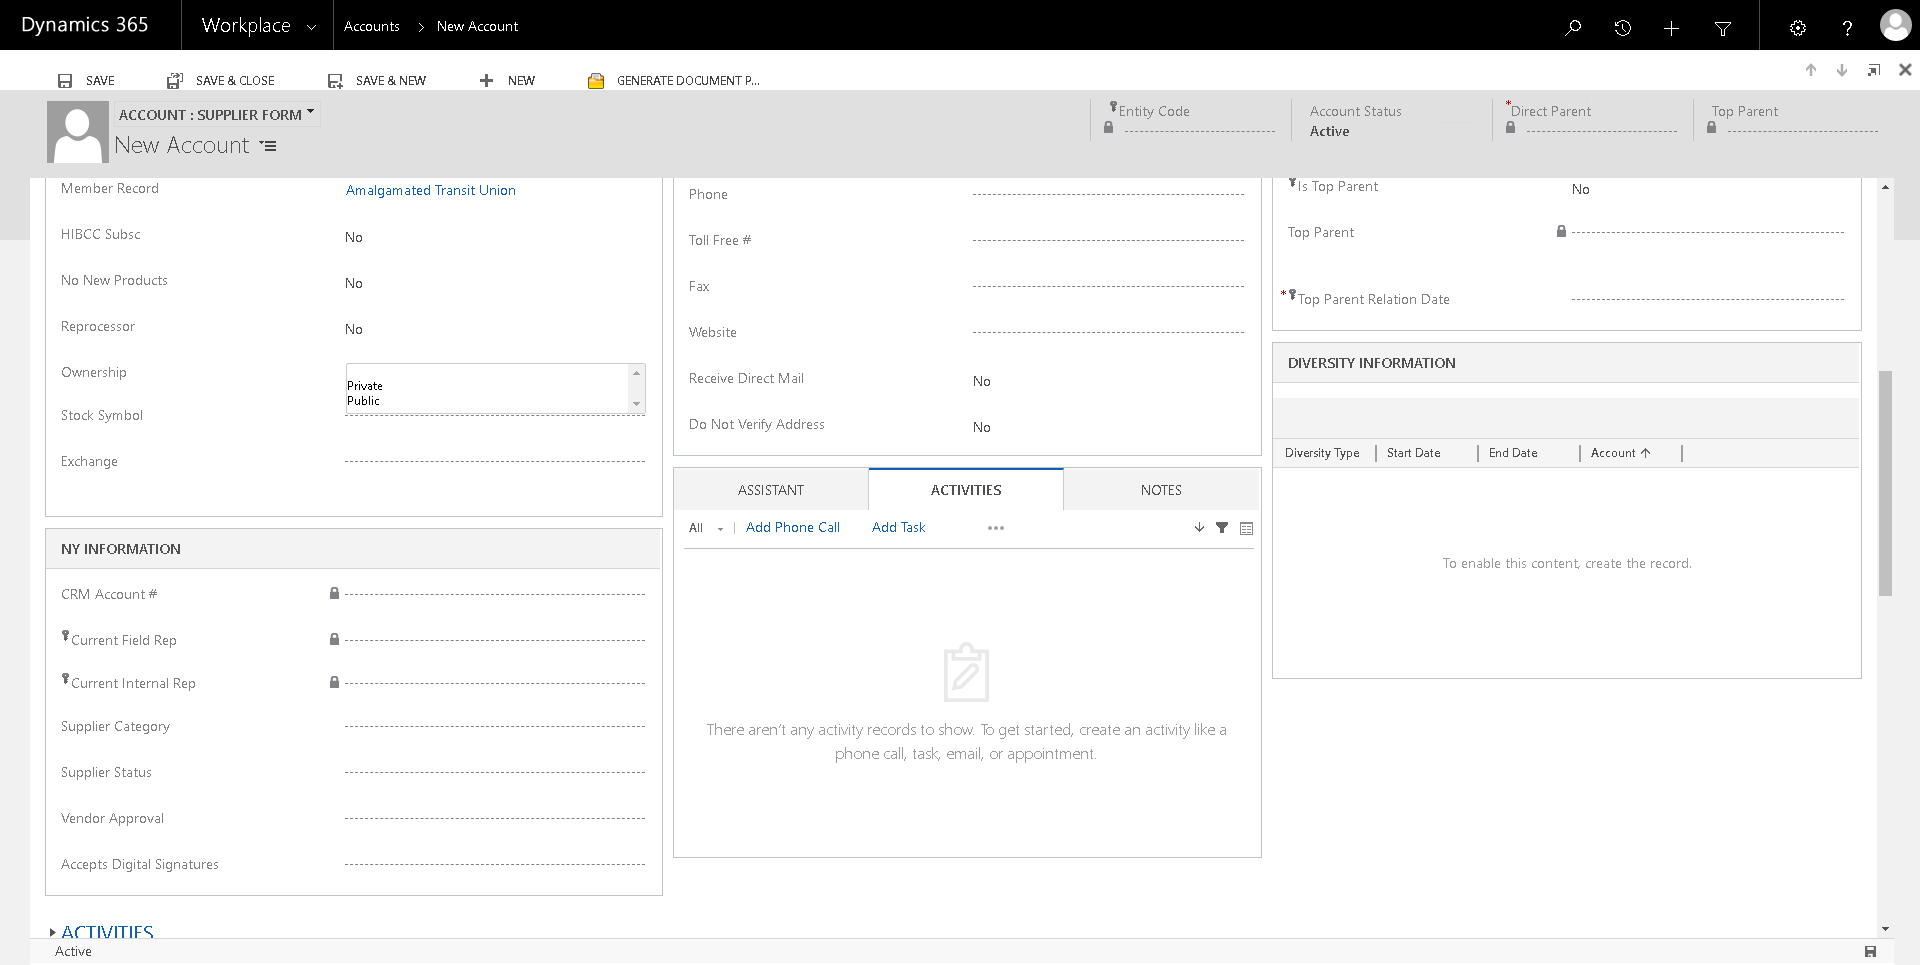 Dynamics 365
Workplace
Accounts > New Account
SAVE
SAVE & CLOSE
SAVE & NEW
NEW
GENERATE DOCUMENT P...
ACCOUNT : SUPPLIER FORM
New Account
Entity Code
Account Status
Active
*Direct Parent
Top Parent
Member Record
Amalgamated Transit Union
HIBCC Subsc
No
No New Products
No
Reprocessor
No
Ownership
Private
Public
Stock Symbol
Exchange
NY INFORMATION
CRM Account #
Current Field Rep
Current Internal Rep
Supplier Category
Supplier Status
Vendor Approval
Accepts Digital Signatures
Phone
Toll Free #
Fax
Website
Receive Direct Mail
No
Do Not Verify Address
No
ASSISTANT
ACTIVITIES
NOTES
All
Add Phone Call
Add Task
There aren't any activity records to show. To get started, create an activity like a
phone call, task, email, or appointment.
Is Top Parent
No
Top Parent
*Top Parent Relation Date
DIVERSITY INFORMATION
Diversity Type
Start Date
End Date
Account
To enable this content, create the record.
ACTIVITIES
Active